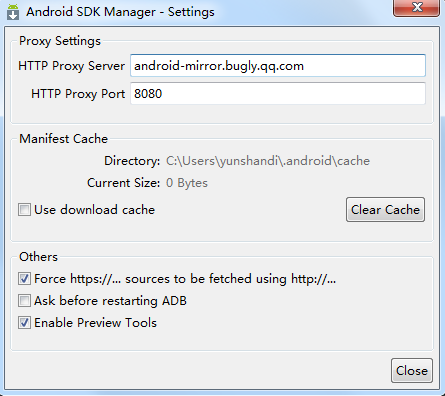 Android SDK Manager - Settings
Proxy Settings
HTTP Proxy Server android-mirror.bugly.qq.com
HTTP Proxy Port 8080
Manifest Cache
Directory: C:\Users\yunshandi\.android\cache
Current Size: 0 Bytes
Use download cache Clear Cache
Others
Force https://... sources to be fetched using http://...
Ask before restarting ADB
Enable Preview Tools
Close